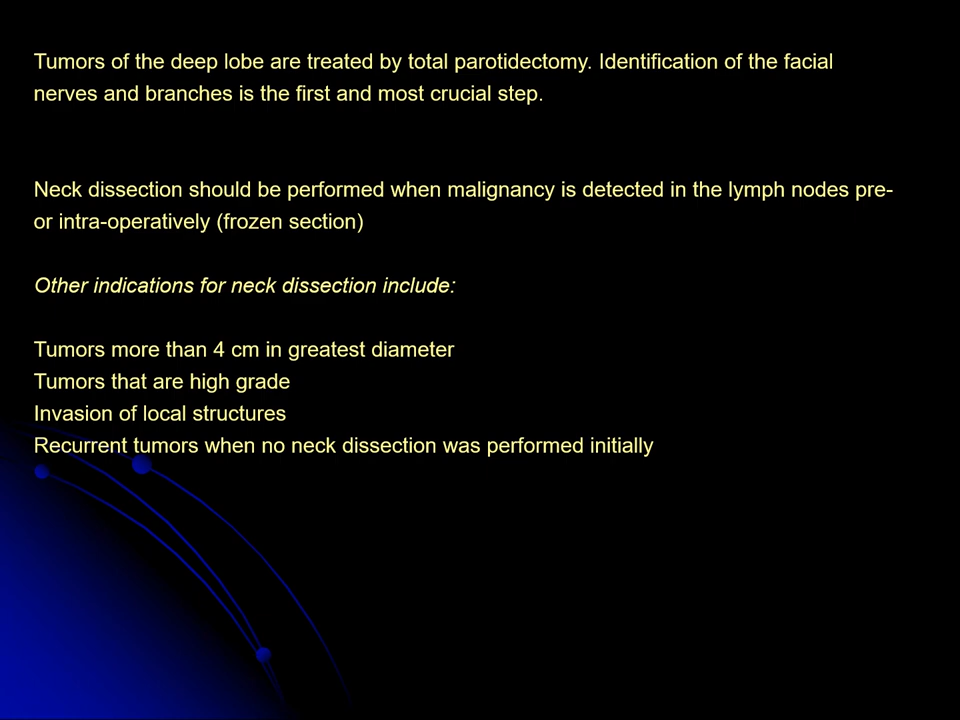 Tumors of the deep lobe are treated by total parotidectomy. Identification of the facial
nerves and branches is the first and most crucial step.
Neck dissection should be performed when malignancy is detected in the lymph nodes pre-
or intra-operatively (frozen section)
Other indications for neck dissection include:
Tumors more than 4 cm in greatest diameter
Tumors that are high grade
Invasion of local structures
Recurrent tumors when no neck dissection was performed initially